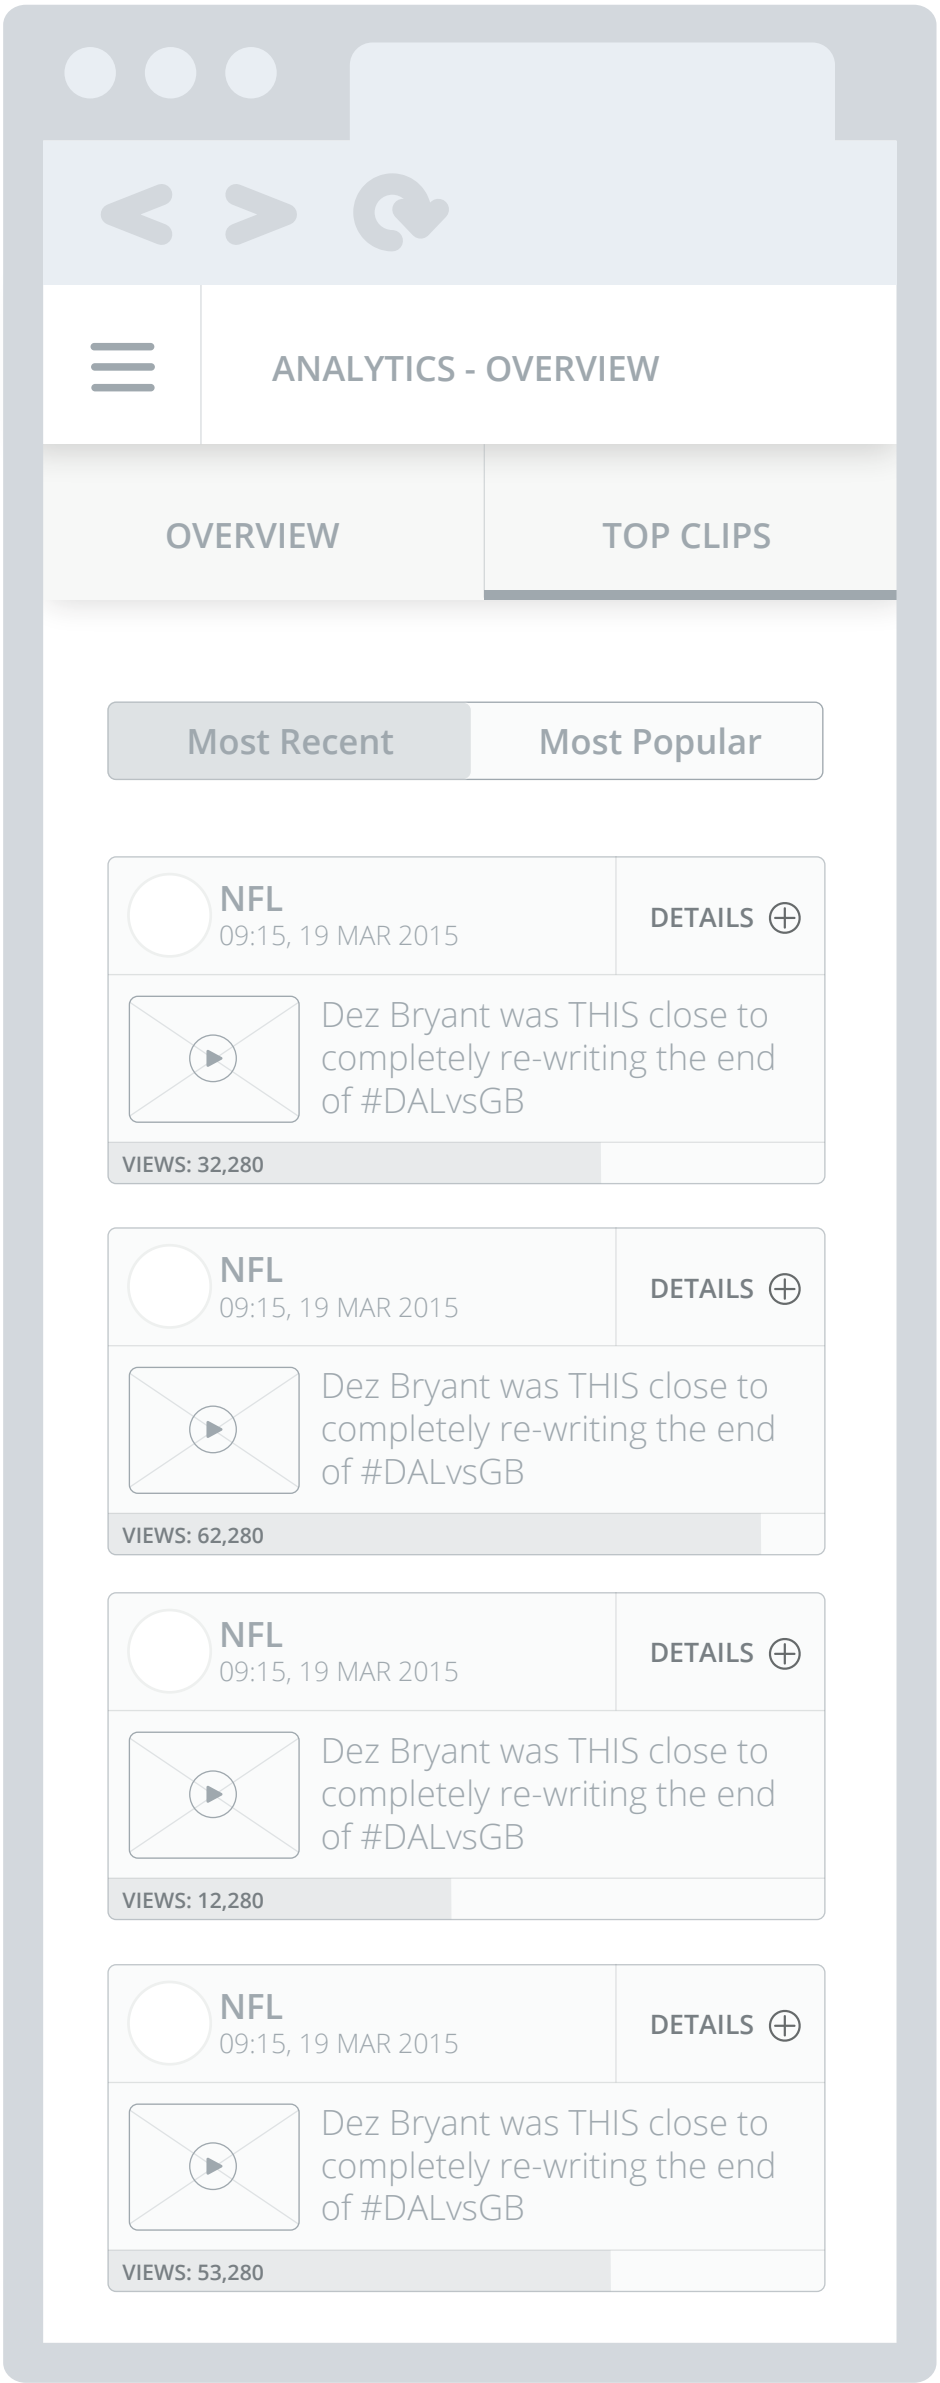 ANALYTICS - OVERVIEW
OVERVIEW
TOP CLIPS
Most Recent
Most Popular
NFL
09:15, 19 MAR 2015
DETAILS
Dez Bryant was THIS close to
completely re-writing the end
of #DALvsGB
VIEWS: 32,280
NFL
09:15, 19 MAR 2015
DETAILS
Dez Bryant was THIS close to
completely re-writing the end
of #DALvsGB
VIEWS: 62,280
NFL
09:15, 19 MAR 2015
DETAILS
Dez Bryant was THIS close to
completely re-writing the end
of #DALvsGB
VIEWS: 12,280
NFL
09:15, 19 MAR 2015
DETAILS
Dez Bryant was THIS close to
completely re-writing the end
of #DALvsGB
VIEWS: 53,280